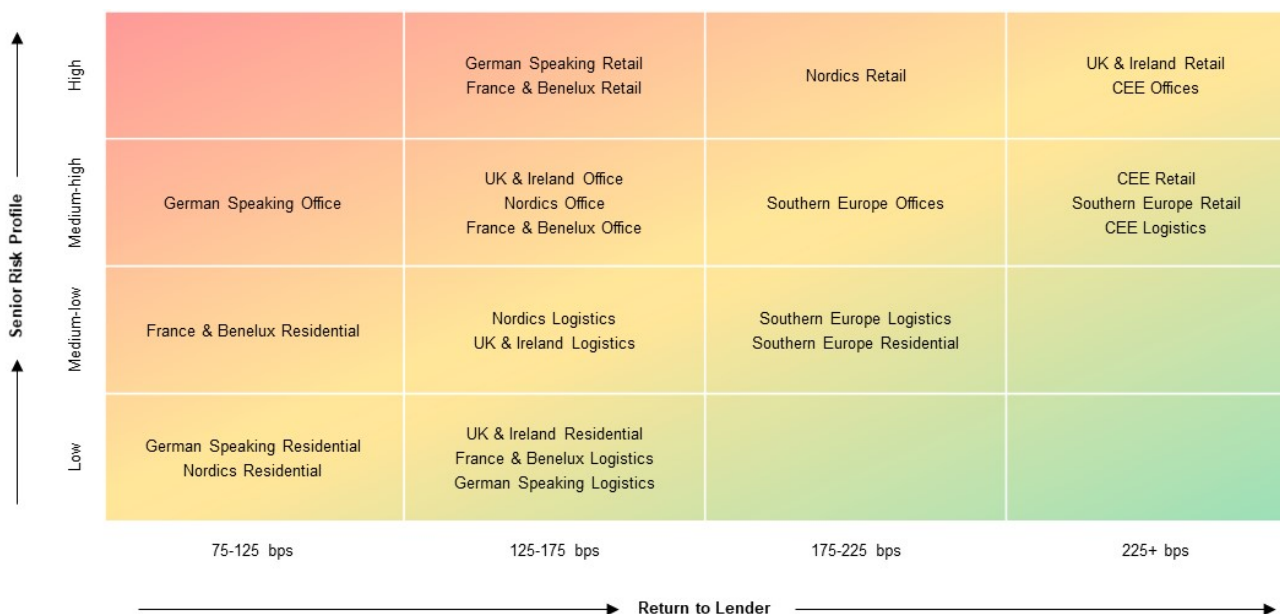 Senior Risk Profile
High
German Speaking Retail
France & Benelux Retail
Nordics Retail
UK & Ireland Retail
CEE Offices
Medium-high
German Speaking Office
UK & Ireland Office
Nordics Office
France & Benelux Office
Southern Europe Offices
CEE Retail
Southern Europe Retail
CEE Logistics
Medium-low
France & Benelux Residential
Nordics Logistics
UK & Ireland Logistics
Southern Europe Logistics
Southern Europe Residential
Low
German Speaking Residential
Nordics Residential
UK & Ireland Residential
France & Benelux Logistics
German Speaking Logistics
75-125 bps
125-175 bps
175-225 bps
225+ bps
Return to Lender